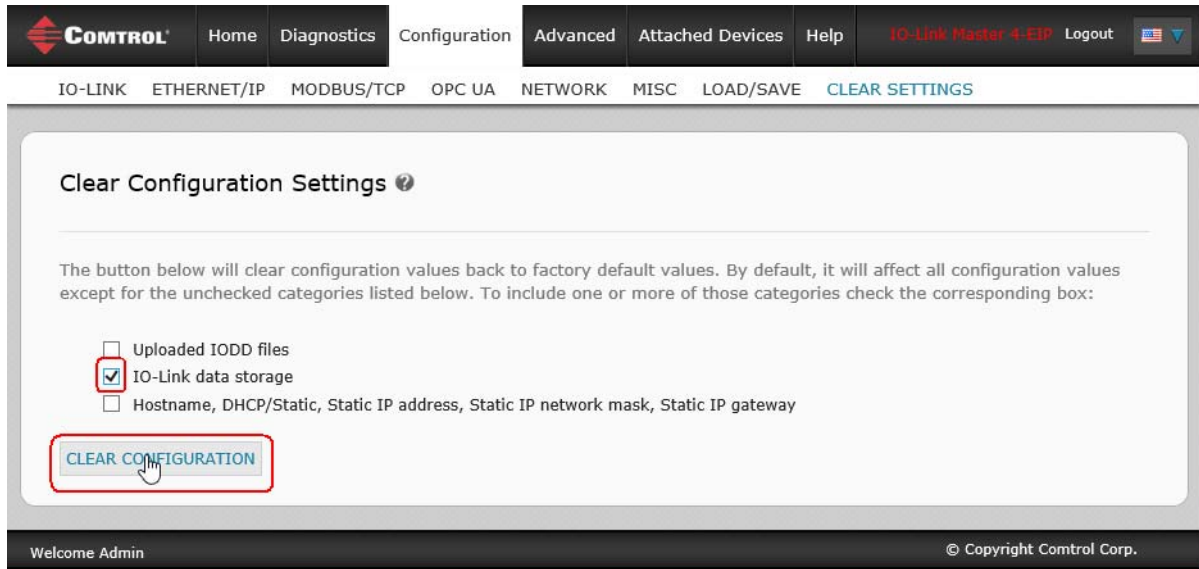 COMTROL Home Diagnostics Configuration Advanced Attached Devices Help IO-Link Master 4-EIP Logout
IO-LINK ETHERNET/IP MODBUS/TCP OPC UA NETWORK MISC LOAD/SAVE CLEAR SETTINGS
Clear Configuration Settings ?
The button below will clear configuration values back to factory default values. By default, it will affect all configuration values
except for the unchecked categories listed below. To include one or more of those categories check the corresponding box:
Uploaded IODD files
IO-Link data storage
Hostname, DHCP/Static, Static IP address, Static IP network mask, Static IP gateway
CLEAR CONFIGURATION
Welcome Admin © Copyright Comtrol Corp.